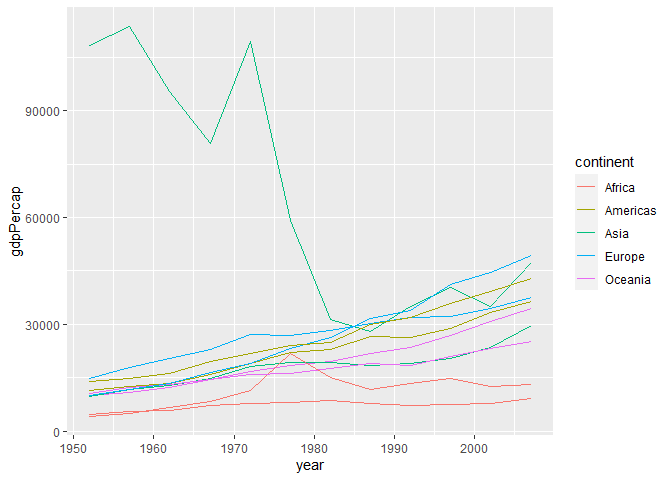 90000
60000
30000
0
gdpPercap
1950 1960 1970 1980 1990 2000
year
continent
Africa
Americas
Asia
Europe
Oceania